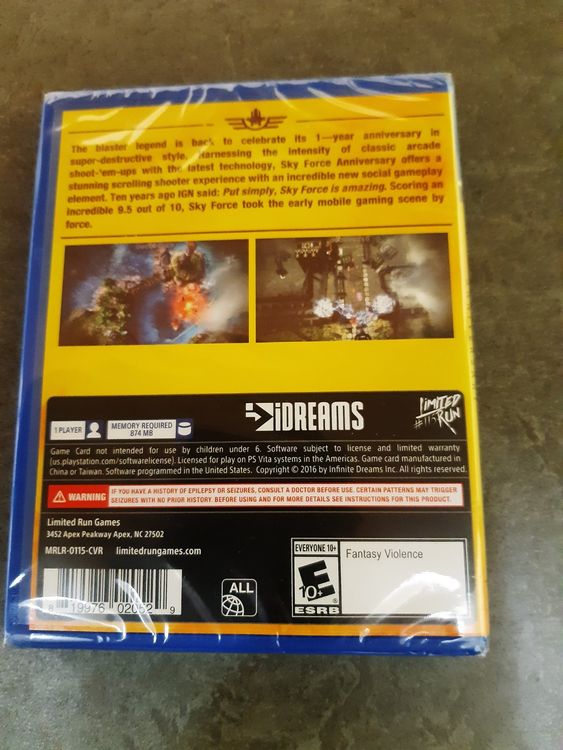 The blaster legend is back to celebrate its 1—year anniversary in
super-destructive style. Harnessing the intensity of classic arcade
shoot-'em-ups with the latest technology, Sky Force Anniversary offers a
stunning scrolling shooter experience with an incredible new social gameplay
element. Ten years ago IGN said: Put simply, Sky Force is amazing. Scoring an
incredible 9.5 out of 10, Sky Force took the early mobile gaming scene by
force.
1 PLAYER
MEMORY REQUIRED
874 MB
iDREAMS
LIMITED
RUN
#115
Game Card not intended for use by children under 6. Software subject to license and limited warranty
(us.playstation.com/softwarelicense). Licensed for play on PS Vita systems in the Americas. Game card manufactured in
China or Taiwan. Software programmed in the United States. Copyright © 2016 by Infinite Dreams Inc. All rights reserved.
WARNING
IF YOU HAVE A HISTORY OF EPILEPSY OR SEIZURES, CONSULT A DOCTOR BEFORE USE. CERTAIN PATTERNS MAY TRIGGER
SEIZURES WITH NO PRIOR HISTORY. BEFORE USING AND FOR MORE DETAILS SEE INSTRUCTIONS FOR THIS PRODUCT.
Limited Run Games
3452 Apex Peakway Apex, NC 27502
MRLR-0115-CVR limitedrungames.com
8 19976 02052 9
ALL
EVERYONE 10+
E
10+
ESRB
Fantasy Violence